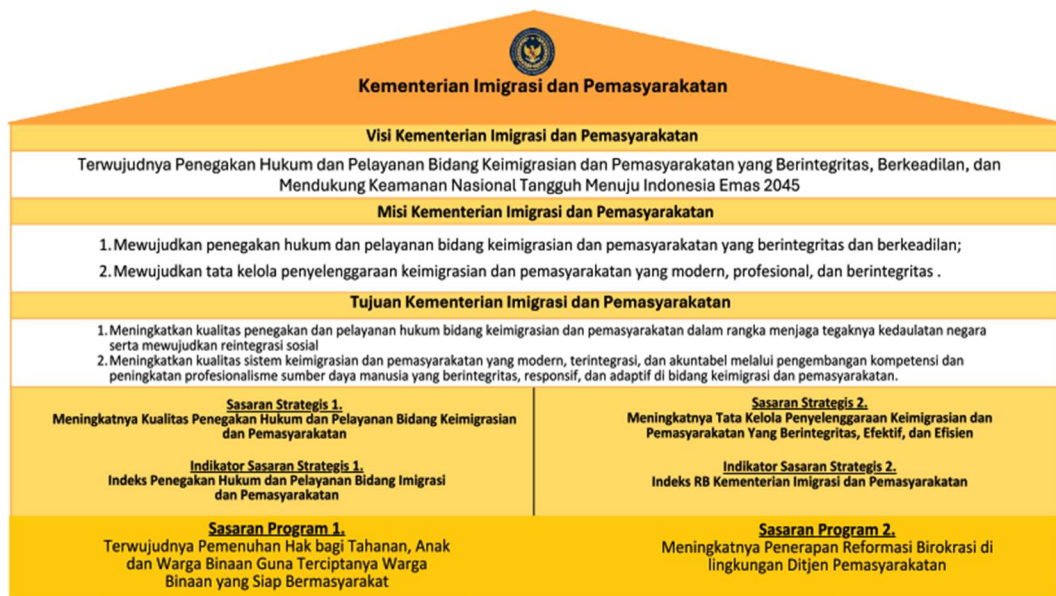 Kementerian Imigrasi dan Pemasyarakatan
Visi Kementerian Imigrasi dan Pemasyarakatan
Terwujudnya Penegakan Hukum dan Pelayanan Bidang Keimigrasian dan Pemasyarakatan yang Berintegritas, Berkeadilan, dan
Mendukung Keamanan Nasional Tangguh Menuju Indonesia Emas 2045
Misi Kementerian Imigrasi dan Pemasyarakatan
1. Mewujudkan penegakan hukum dan pelayanan bidang keimigrasian dan pemasyarakatan yang berintegritas dan berkeadilan;
2. Mewujudkan tata kelola penyelenggaraan keimigrasian dan pemasyarakatan yang modern, profesional, dan berintegritas .
Tujuan Kementerian Imigrasi dan Pemasyarakatan
1. Meningkatkan kualitas penegakan dan pelayanan hukum bidang keimigrasian dan pemasyarakatan dalam rangka menjaga tegaknya kedaulatan negara
serta mewujudkan reintegrasi sosial
2. Meningkatkan kualitas sistem keimigrasian dan pemasyarakatan yang modern, terintegrasi, dan akuntabel melalui pengembangan kompetensi dan
peningkatan profesionalisme sumber daya manusia yang berintegritas, responsif, dan adaptif di bidang keimigrasi dan pemasyarakatan.
Sasaran Strategis 1.
Meningkatnya Kualitas Penegakan Hukum dan Pelayanan Bidang Keimigrasian
dan Pemasyarakatan
Indikator Sasaran Strategis 1.
Indeks Penegakan Hukum dan Pelayanan Bidang Imigrasi
dan Pemasyarakatan
Sasaran Strategis 2.
Meningkatnya Tata Kelola Penyelenggaraan Keimigrasian dan
Pemasyarakatan Yang Berintegritas, Efektif, dan Efisien
Indikator Sasaran Strategis 2.
Indeks RB Kementerian Imigrasi dan Pemasyarakatan
Sasaran Program 1.
Terwujudnya Pemenuhan Hak bagi Tahanan, Anak
dan Warga Binaan Guna Terciptanya Warga
Binaan yang Siap Bermasyarakat
Sasaran Program 2.
Meningkatnya Penerapan Reformasi Birokrasi di
lingkungan Ditjen Pemasyarakatan